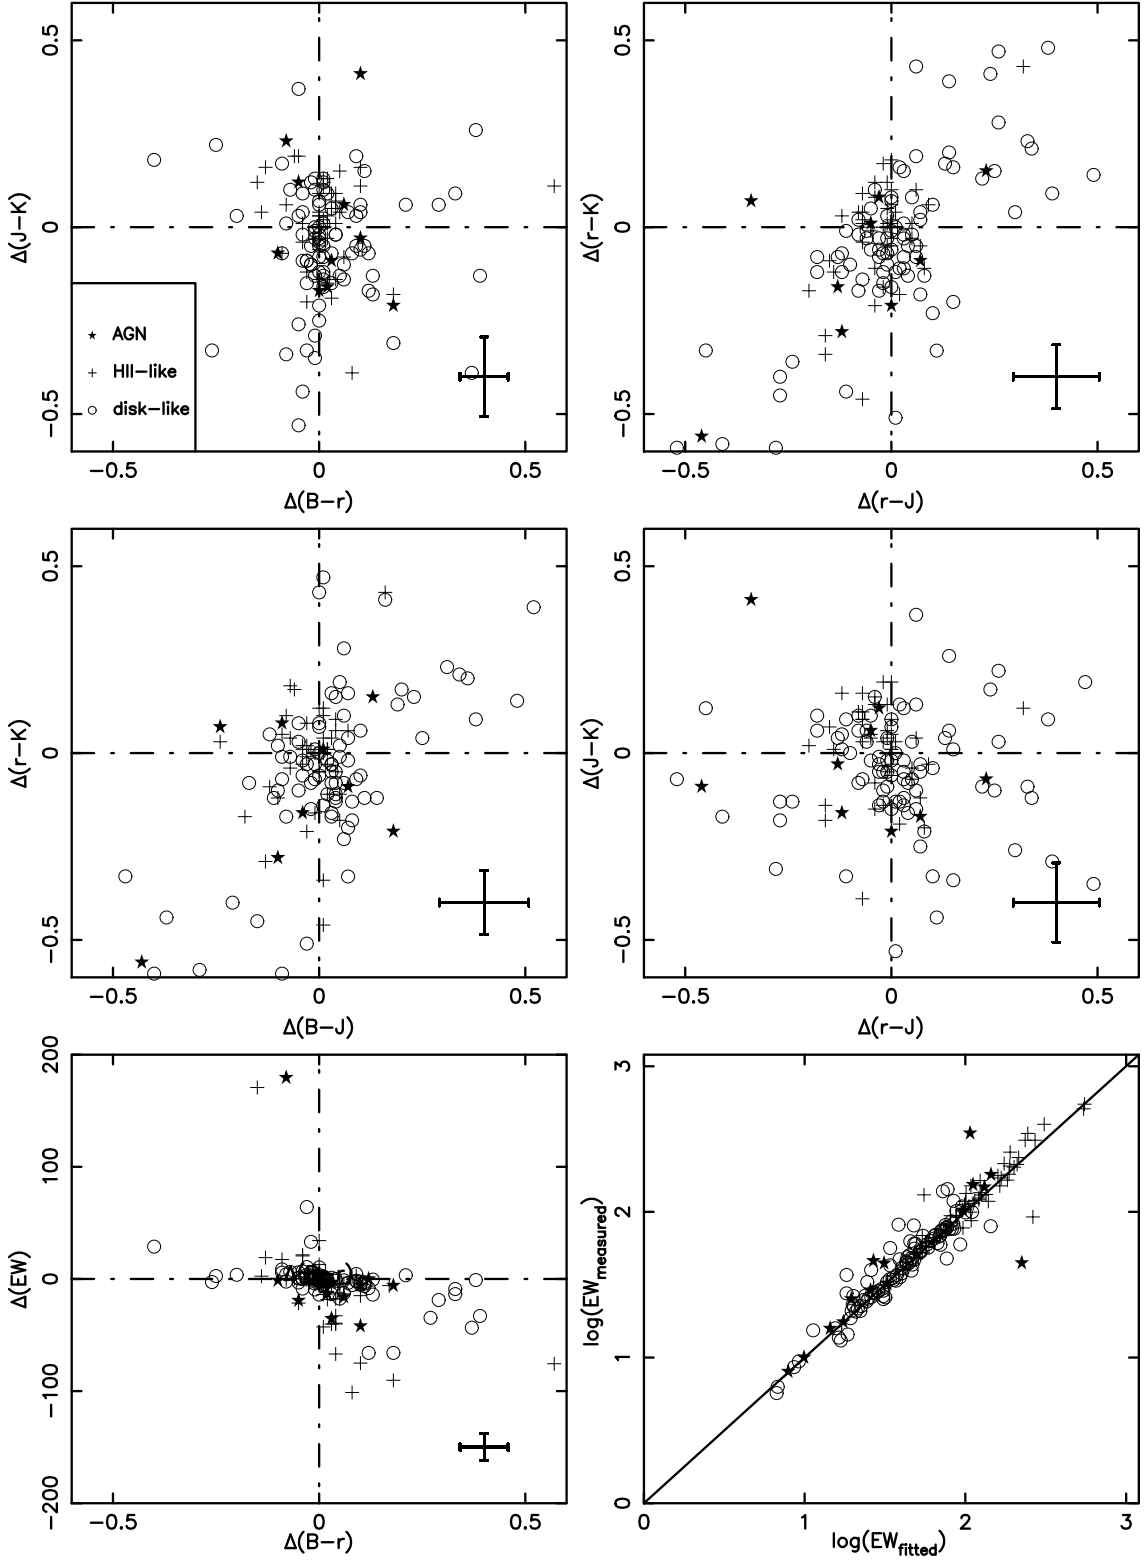 0.5
0
−0.5
Δ(J−K)
AGN
HII−like
disk−like
−0.5
0
0.5
Δ(B−r)
0.5
0
−0.5
Δ(r−K)
−0.5
0
0.5
Δ(r−J)
0.5
0
−0.5
Δ(r−K)
−0.5
0
0.5
Δ(B−J)
0.5
0
−0.5
Δ(J−K)
−0.5
0
0.5
Δ(r−J)
200
100
0
−100
−200
Δ(EW)
−0.5
0
0.5
Δ(B−r)
3
2
1
0
log(EWmeasured)
0
1
2
3
log(EWfitted)